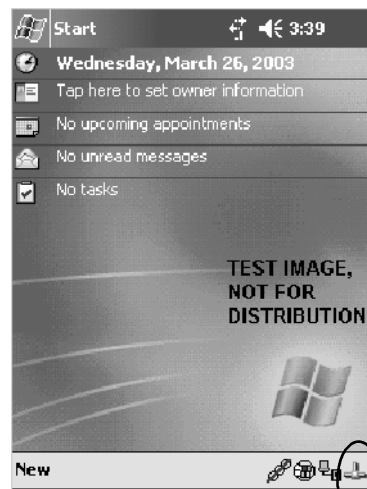 Start 3:39
Wednesday, March 26, 2003
Tap here to set owner information
No upcoming appointments
No unread messages
No tasks
TEST IMAGE,
NOT FOR
DISTRIBUTION
New